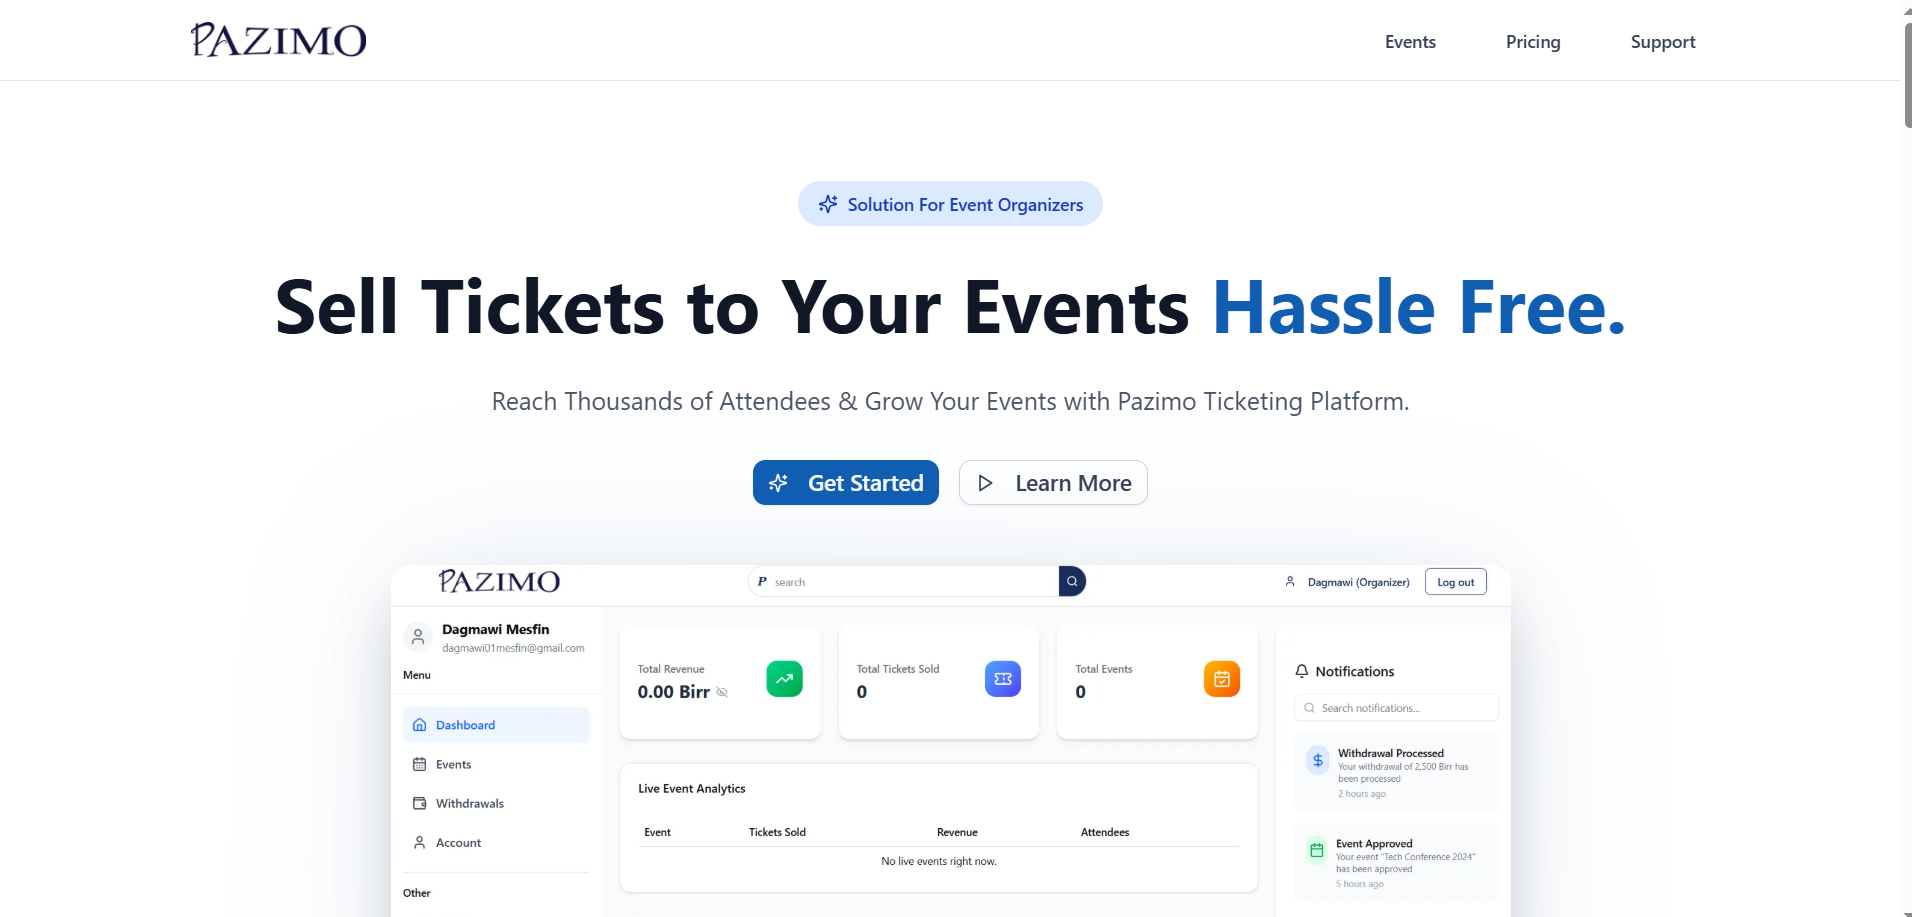 PAZIMO
Events
Pricing
Support
Solution For Event Organizers
Sell Tickets to Your Events Hassle Free.
Reach Thousands of Attendees & Grow Your Events with Pazimo Ticketing Platform.
Get Started
Learn More
PAZIMO
P search
Dagmawi (Organizer)
Log out
Dagmawi Mesfin
dagmawi01mesfin@gmail.com
Menu
Dashboard
Events
Withdrawals
Account
Other
Total Revenue
0.00 Birr
Total Tickets Sold
0
Total Events
0
Live Event Analytics
Event Tickets Sold Revenue Attendees
No live events right now.
Notifications
Search notifications...
Withdrawal Processed
Your withdrawal of 2,500 Birr has
been processed
2 hours ago
Event Approved
Your event "Tech Conference 2024"
has been approved
5 hours ago